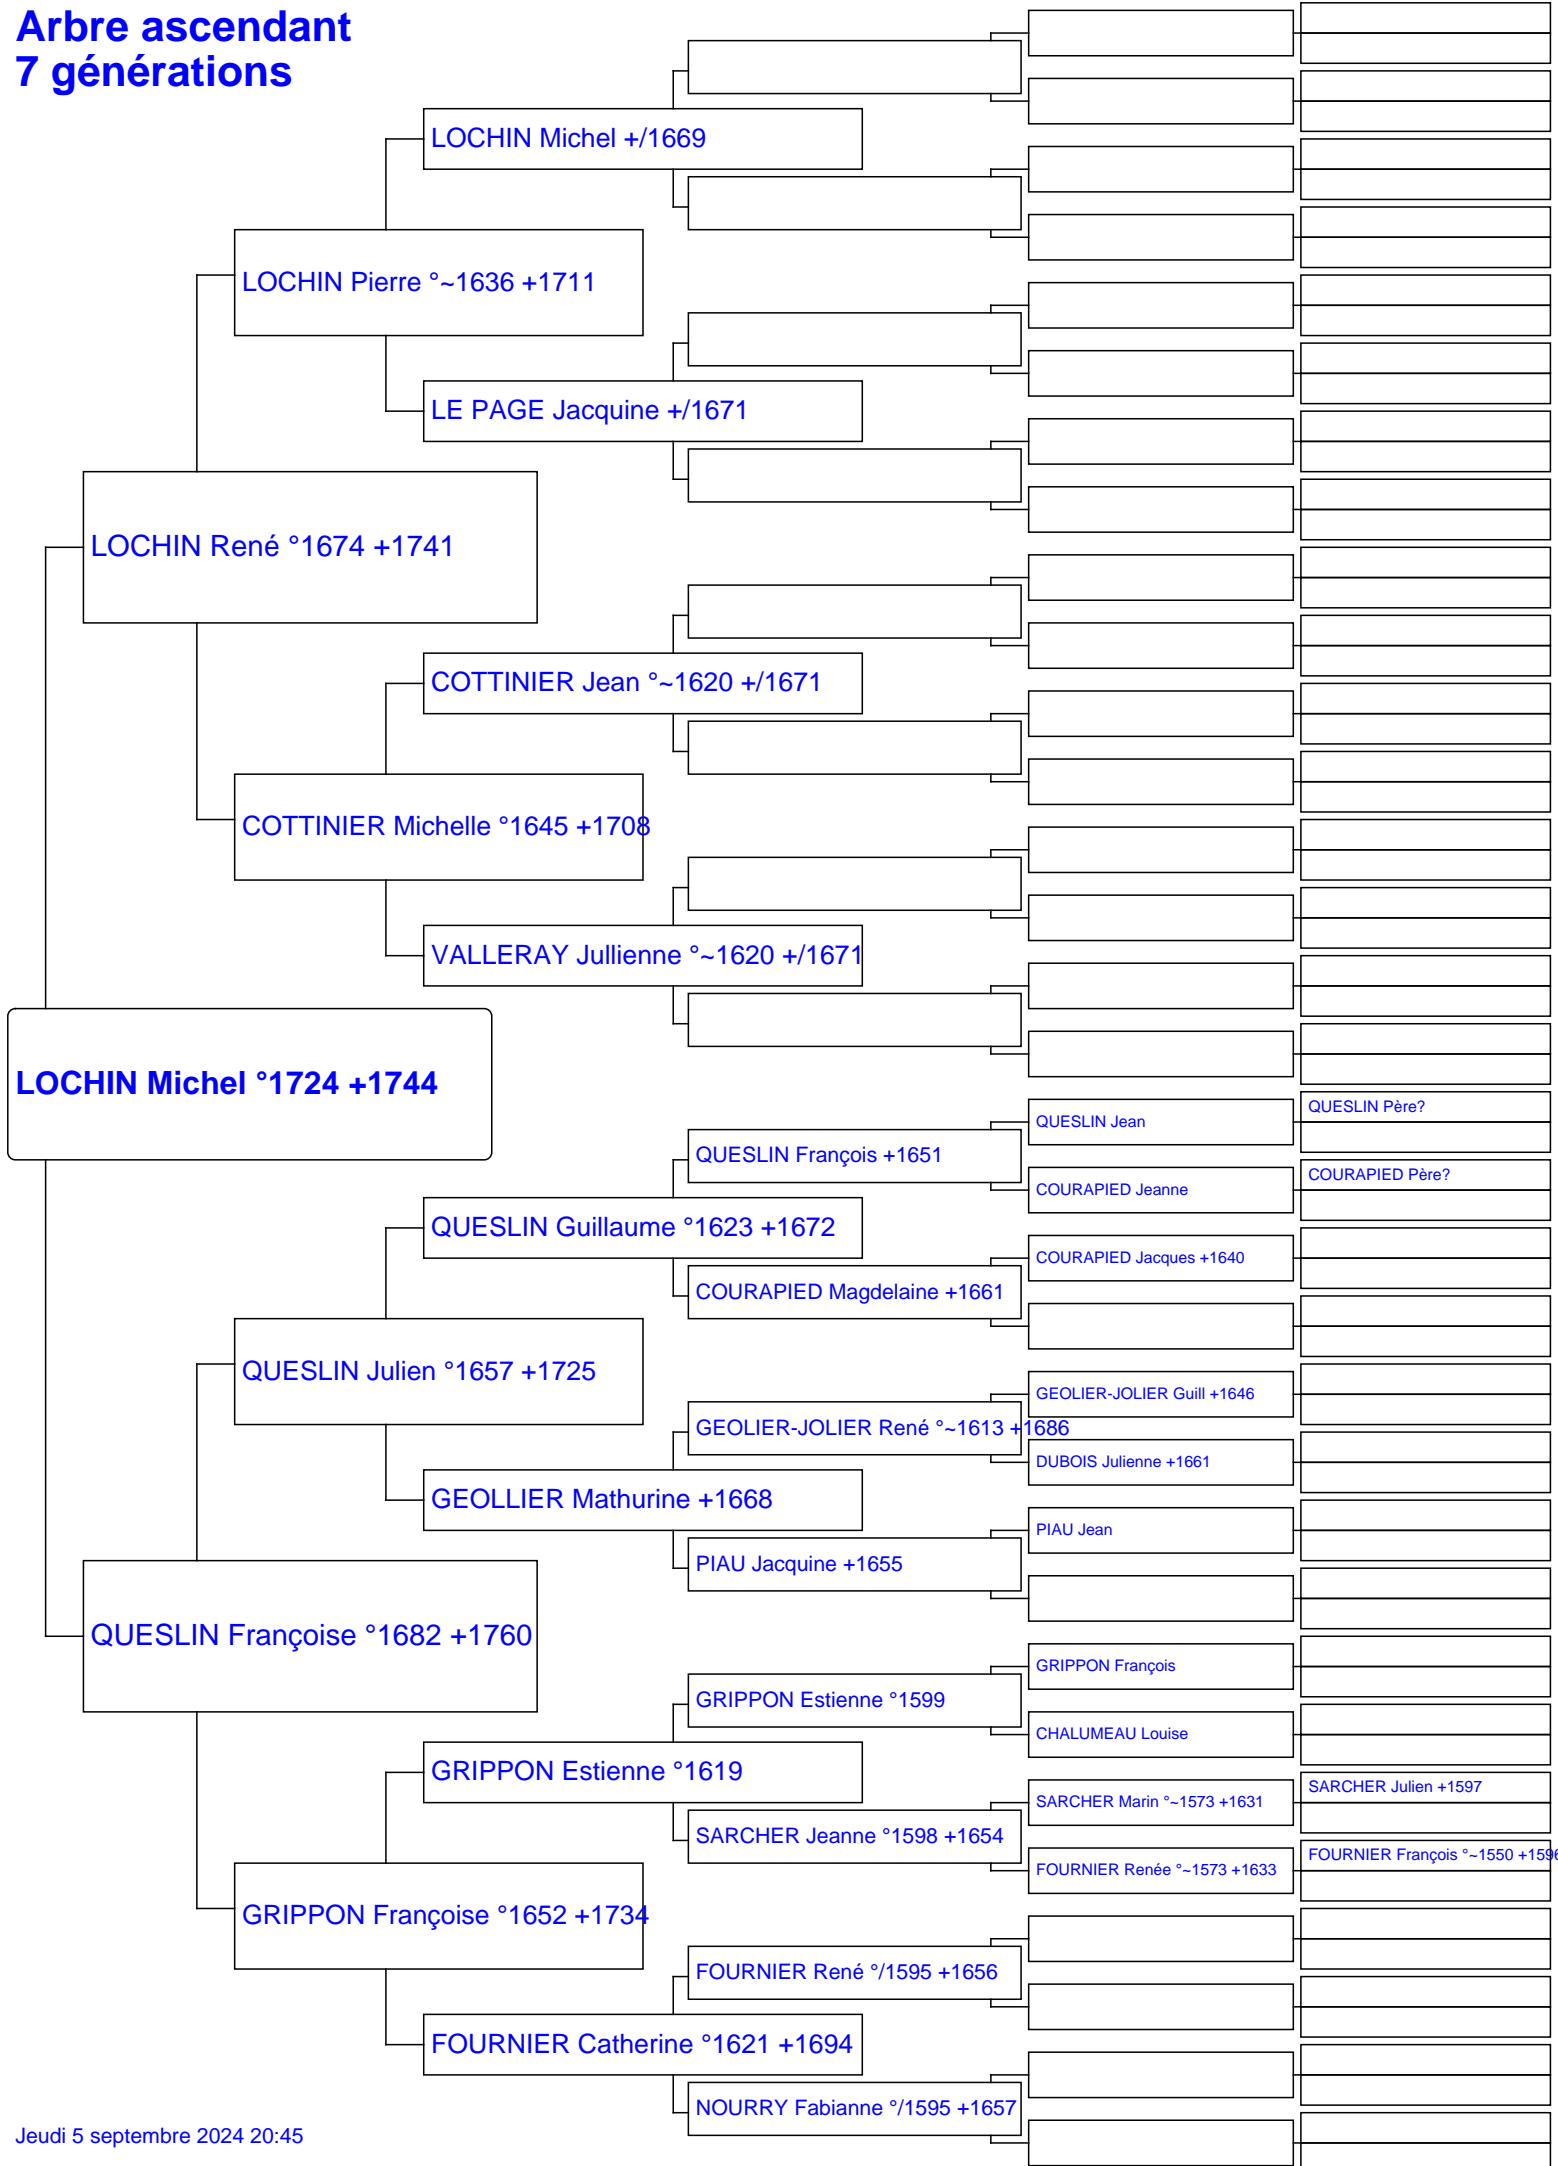 Arbre ascendant
7 générations
LOCHIN Michel +/1669
LOCHIN Pierre °~1636 +1711
LE PAGE Jacquine +/1671
LOCHIN René °1674 +1741
COTTINIER Jean °~1620 +/1671
COTTINIER Michelle °1645 +1708
VALLERAY Jullienne °~1620 +/1671
LOCHIN Michel °1724 +1744
QUESLIN Père?
QUESLIN Jean
QUESLIN François +1651
COURAPIED Père?
COURAPIED Jeanne
QUESLIN Guillaume °1623 +1672
COURAPIED Jacques +1640
COURAPIED Magdelaine +1661
QUESLIN Julien °1657 +1725
GEOLIER-JOLIER Guill +1646
GEOLIER-JOLIER René °~1613 +1686
DUBOIS Julienne +1661
GEOLLIER Mathurine +1668
PIAU Jean
PIAU Jacquine +1655
QUESLIN Françoise °1682 +1760
GRIPPON François
GRIPPON Estienne °1599
CHALUMEAU Louise
GRIPPON Estienne °1619
SARCHER Julien +1597
SARCHER Marin °~1573 +1631
SARCHER Jeanne °1598 +1654
FOURNIER François °~1550 +1596
FOURNIER Renée °~1573 +1633
GRIPPON Françoise °1652 +1734
FOURNIER René °/1595 +1656
FOURNIER Catherine °1621 +1694
NOURRY Fabianne °/1595 +1657
Jeudi 5 septembre 2024 20:45